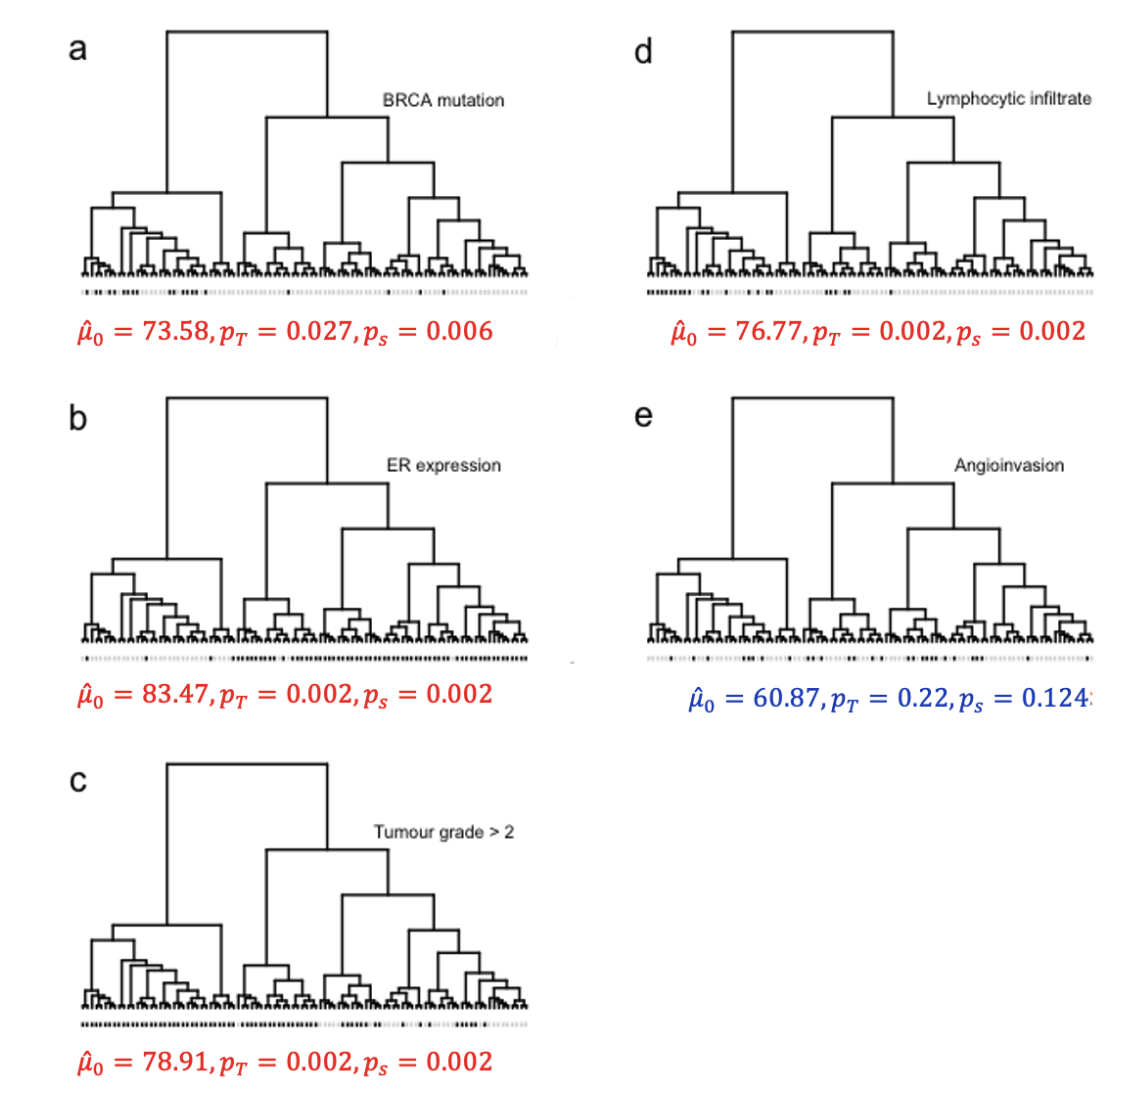 a
BRCA mutation
μ̂₀ = 73.58, p_T = 0.027, p_s = 0.006
b
ER expression
μ̂₀ = 83.47, p_T = 0.002, p_s = 0.002
c
Tumour grade > 2
μ̂₀ = 78.91, p_T = 0.002, p_s = 0.002
d
Lymphocytic infiltrate
μ̂₀ = 76.77, p_T = 0.002, p_s = 0.002
e
Angioinvasion
μ̂₀ = 60.87, p_T = 0.22, p_s = 0.124